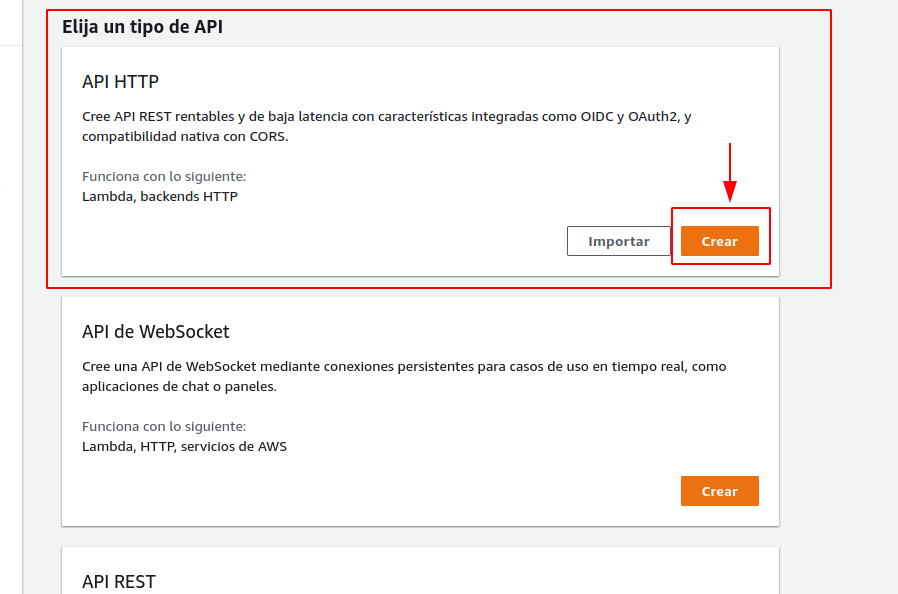 Elija un tipo de API
API HTTP
Cree API REST rentables y de baja latencia con características integradas como OIDC y OAuth2, y
compatibilidad nativa con CORS.
Funciona con lo siguiente:
Lambda, backends HTTP
Importar
Crear
API de WebSocket
Cree una API de WebSocket mediante conexiones persistentes para casos de uso en tiempo real, como
aplicaciones de chat o paneles.
Funciona con lo siguiente:
Lambda, HTTP, servicios de AWS
Crear
API REST